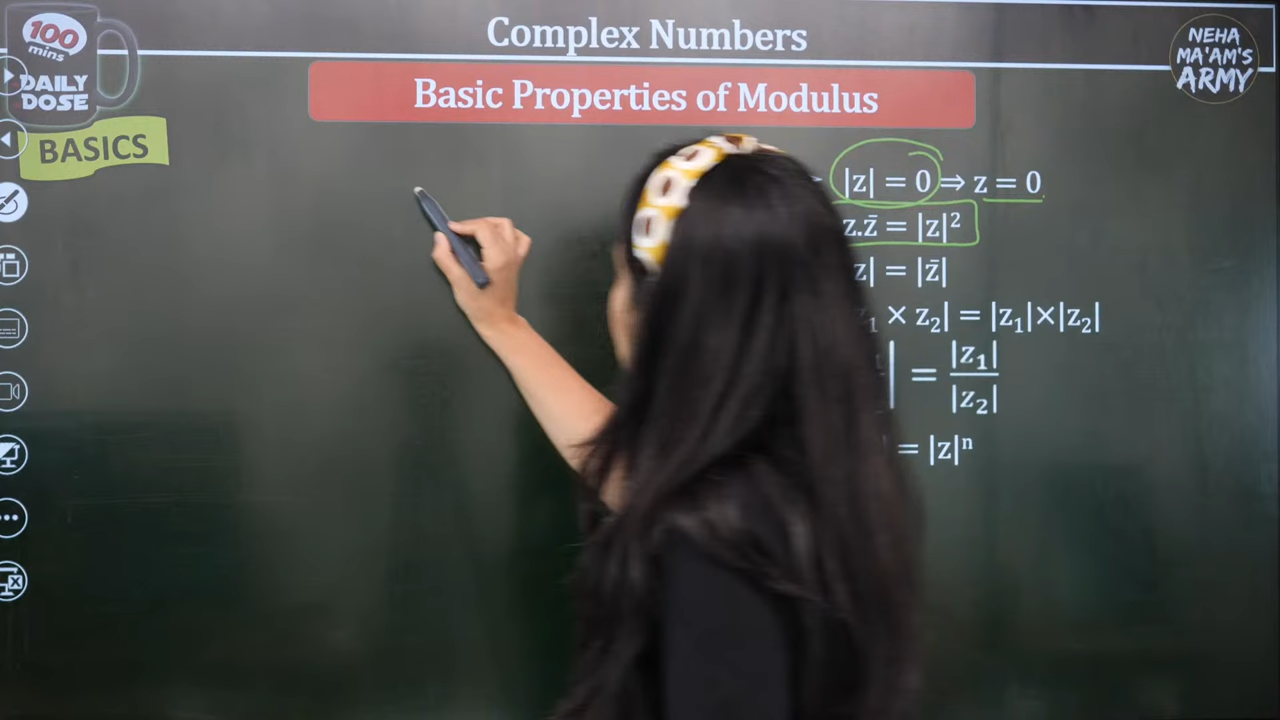 100
mins
DAILY
DOSE
Complex Numbers
NEHA
MA'AM'S
ARMY
Basic Properties of Modulus
BASICS
|z| = 0 ⇒ z = 0
z.z̄ = |z|²
z| = |z̄|
₁ × z₂| = |z₁|×|z₂|
| = |z₁|/|z₂|
= |z|ⁿ